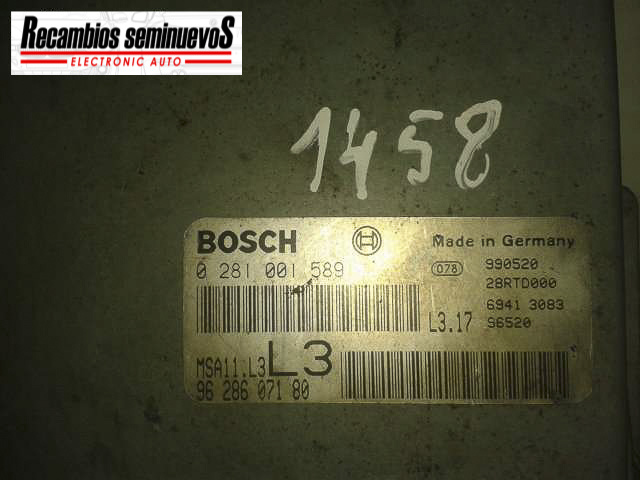 Recambios seminuevoS
ELECTRONIC AUTO
1458
BOSCH
Made in Germany
0 281 001 589
078
990520
28RTD000
6941 3083
L3.17
96520
MSA11.L3
L3
96 286 071 80